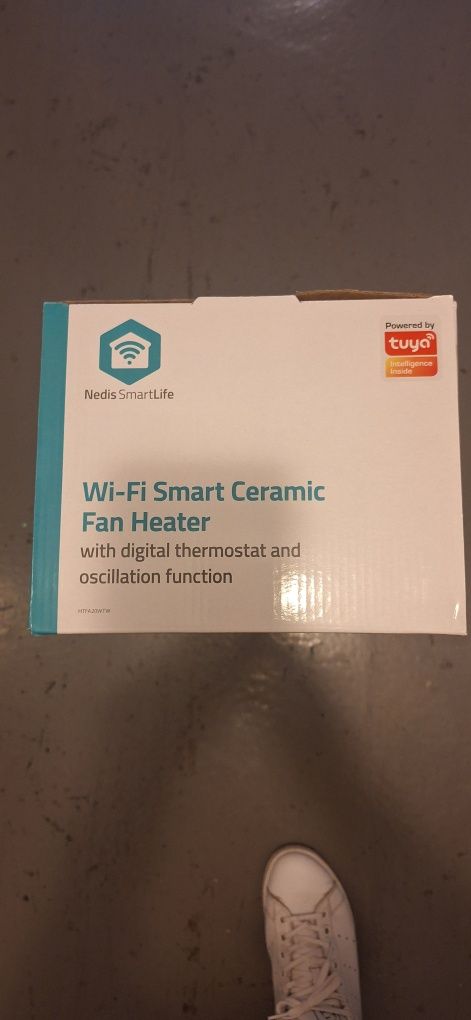 Powered by
tuya
Intelligence
Inside
Nedis SmartLife
Wi-Fi Smart Ceramic
Fan Heater
with digital thermostat and
oscillation function